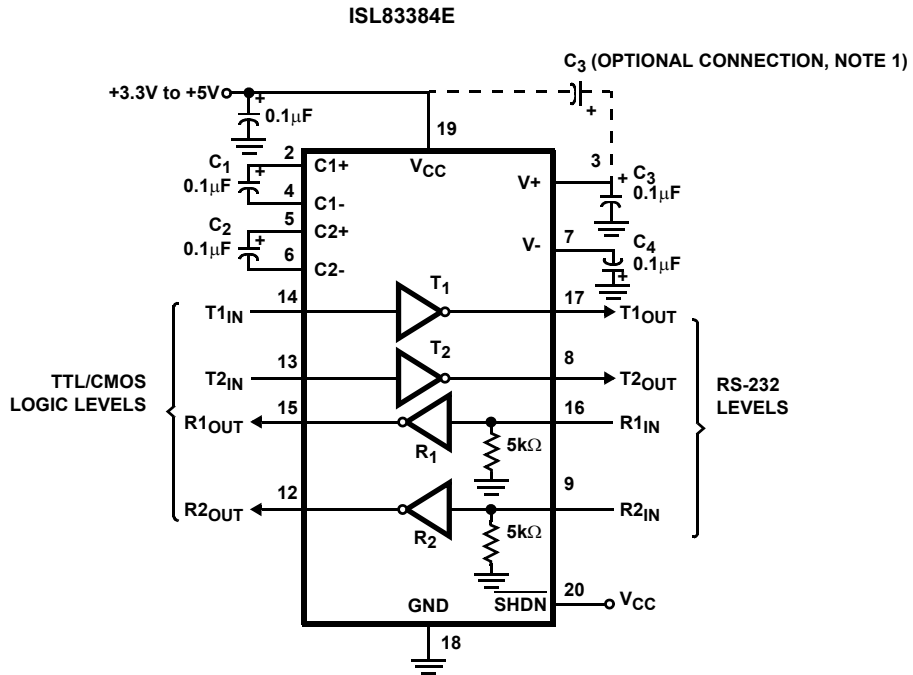 ISL83384E
C3 (OPTIONAL CONNECTION, NOTE 1)
+
+3.3V to +5V
+
0.1μF
19
VCC
2
C1+
C1
0.1μF
+
4
C1-
5
C2+
C2
0.1μF
+
6
C2-
3
V+
+
C3
0.1μF
7
V-
C4
0.1μF
+
T1IN
14
T1
17
T1OUT
T2IN
13
T2
8
T2OUT
TTL/CMOS
LOGIC LEVELS
RS-232
LEVELS
R1OUT
15
R1
16
R1IN
5kΩ
R2OUT
12
R2
9
R2IN
5kΩ
GND
18
SHDN
20
VCC